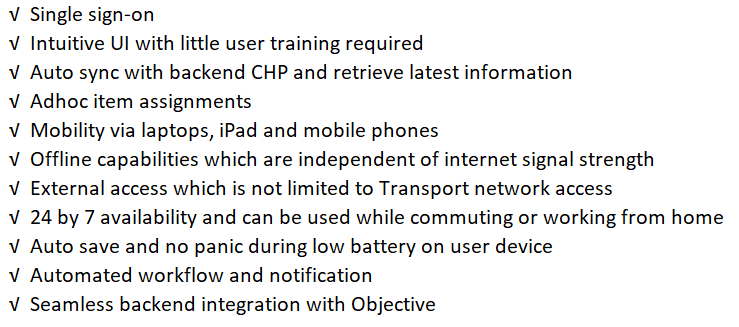 √ Single sign-on
√ Intuitive UI with little user training required
√ Auto sync with backend CHP and retrieve latest information
√ Adhoc item assignments
√ Mobility via laptops, iPad and mobile phones
√ Offline capabilities which are independent of internet signal strength
√ External access which is not limited to Transport network access
√ 24 by 7 availability and can be used while commuting or working from home
√ Auto save and no panic during low battery on user device
√ Automated workflow and notification
√ Seamless backend integration with Objective